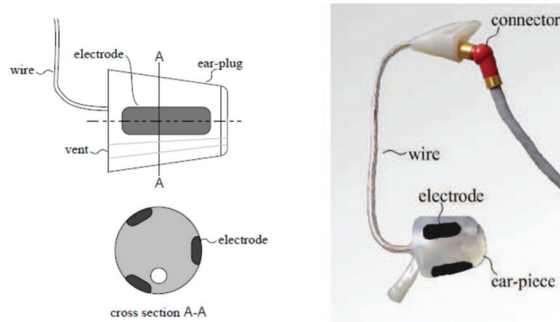 A
electrode
ear-plug
wire
vent
A
electrode
cross section A-A
connector
wire
electrode
ear-piece